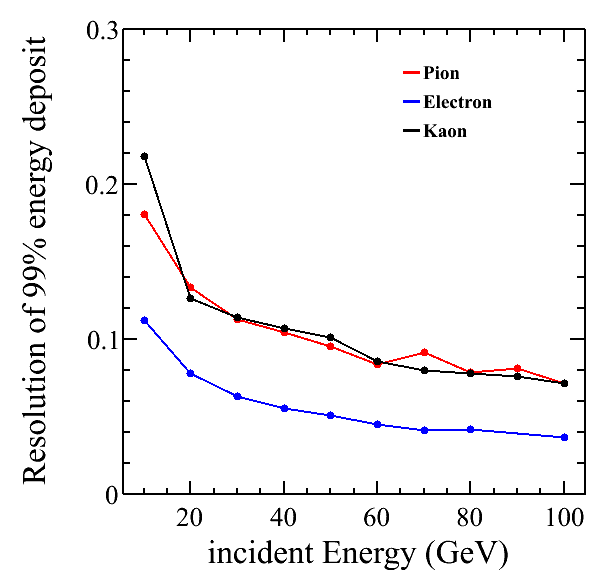 0.3
Pion
Electron
Kaon
0.2
0.1
0
Resolution of 99% energy deposit
20
40
60
80
100
incident Energy (GeV)